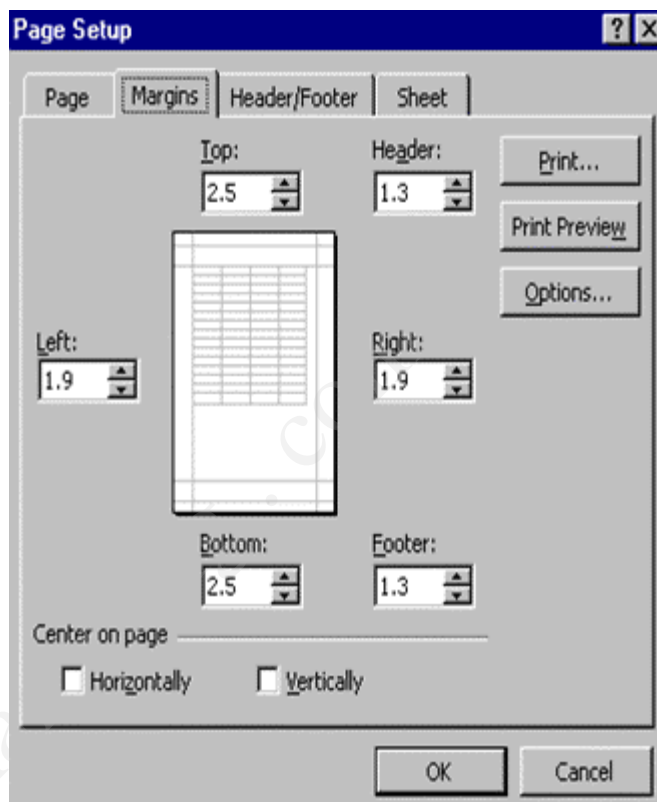 Page Setup
Page Margins Header/Footer Sheet
Top: Header: Print...
2.5 1.3
Print Preview
Options...
Left: Right:
1.9 1.9
Bottom: Footer:
2.5 1.3
Center on page
Horizontally Vertically
OK Cancel